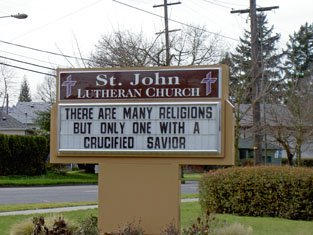 St. John
LUTHERAN CHURCH
THERE ARE MANY RELIGIONS
BUT ONLY ONE WITH A
CRUCIFIED SAVIOR